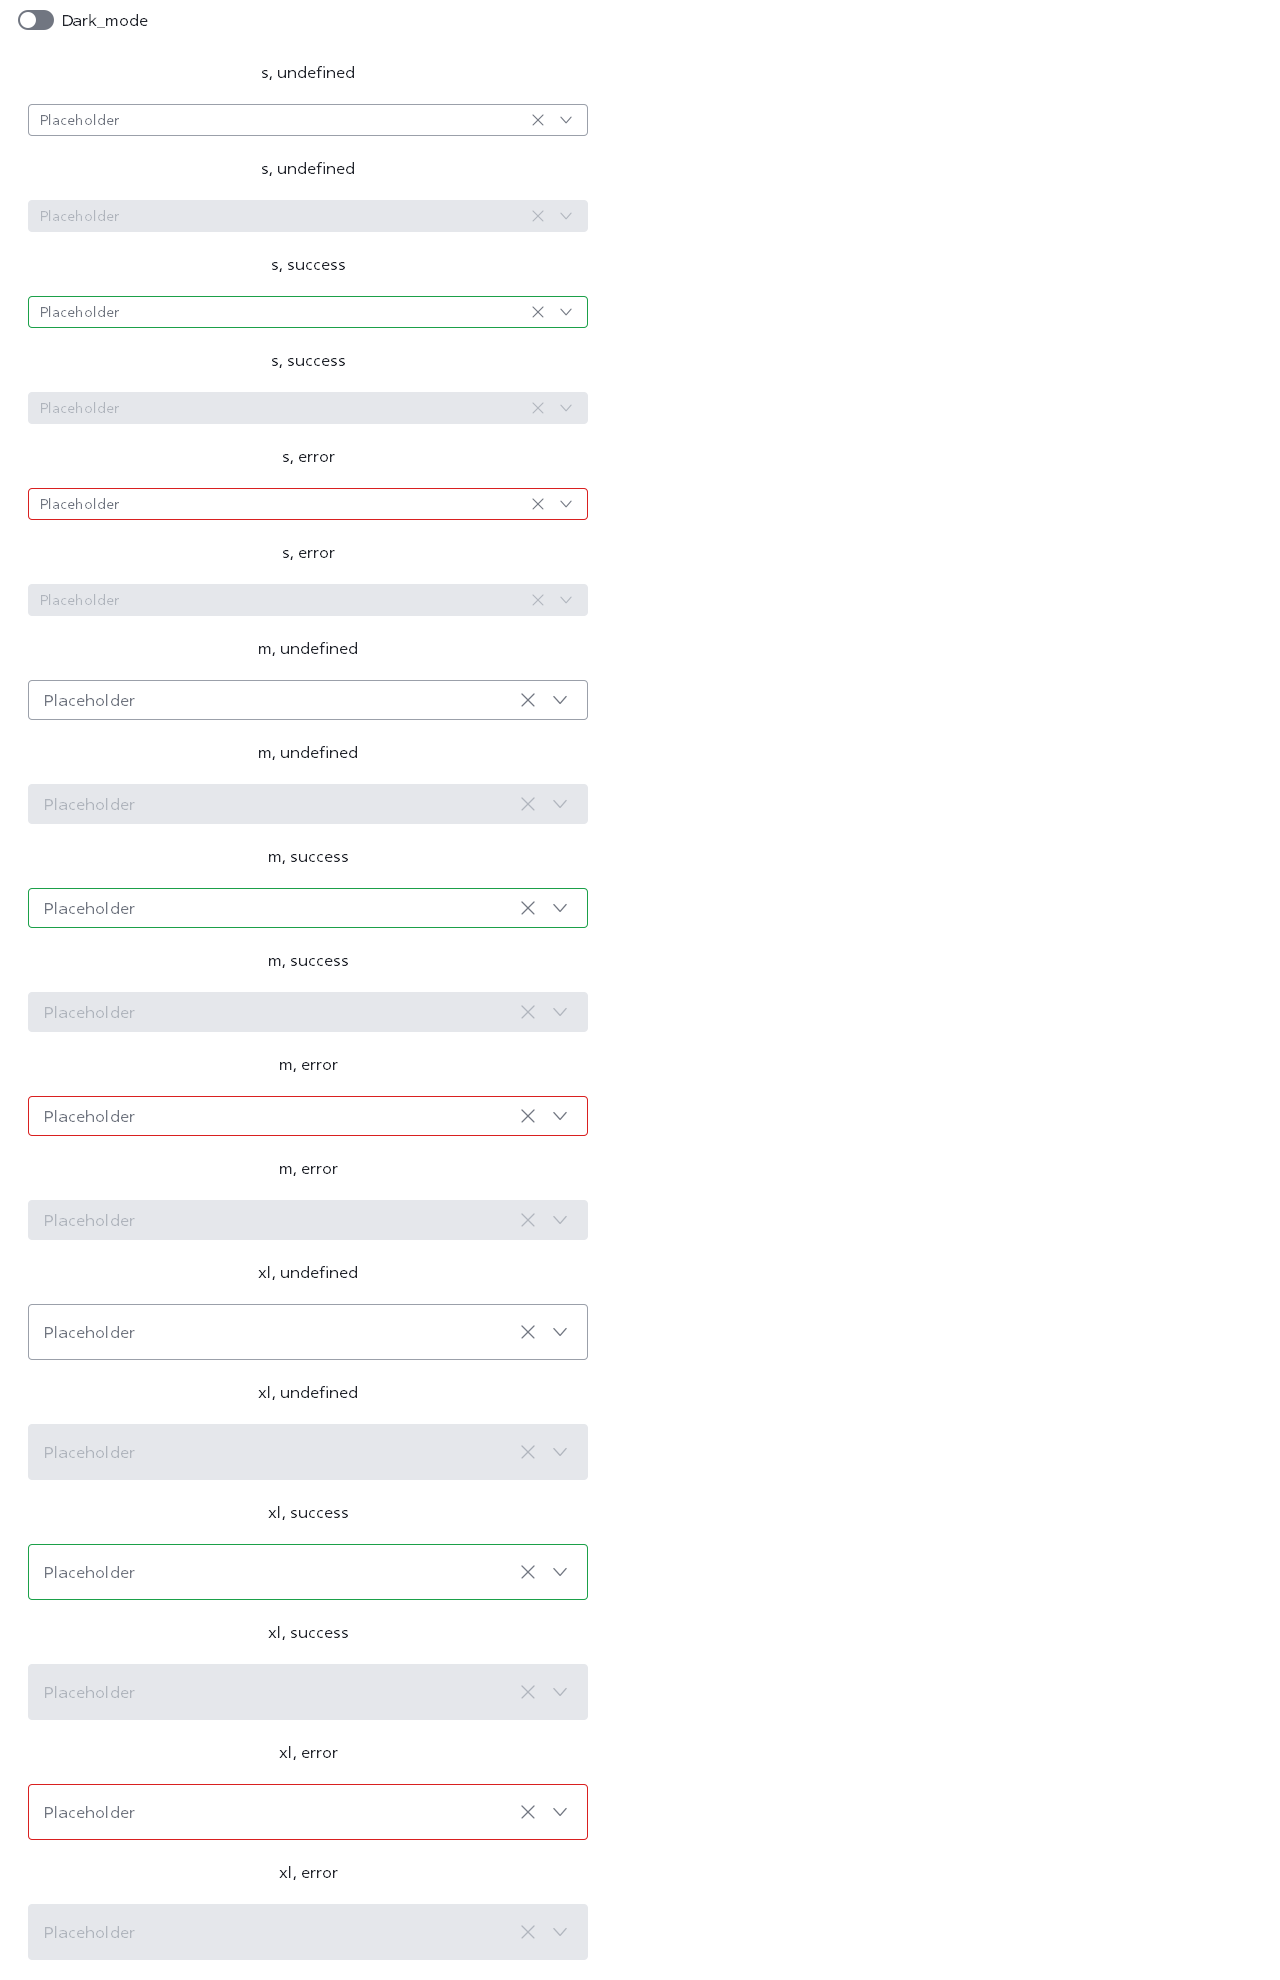 Dark_mode
s, undefined
Placeholder
s, undefined
Placeholder
s, success
Placeholder
s, success
Placeholder
s, error
Placeholder
s, error
Placeholder
m, undefined
Placeholder
m, undefined
Placeholder
m, success
Placeholder
m, success
Placeholder
m, error
Placeholder
m, error
Placeholder
xl, undefined
Placeholder
xl, undefined
Placeholder
xl, success
Placeholder
xl, success
Placeholder
xl, error
Placeholder
xl, error
Placeholder